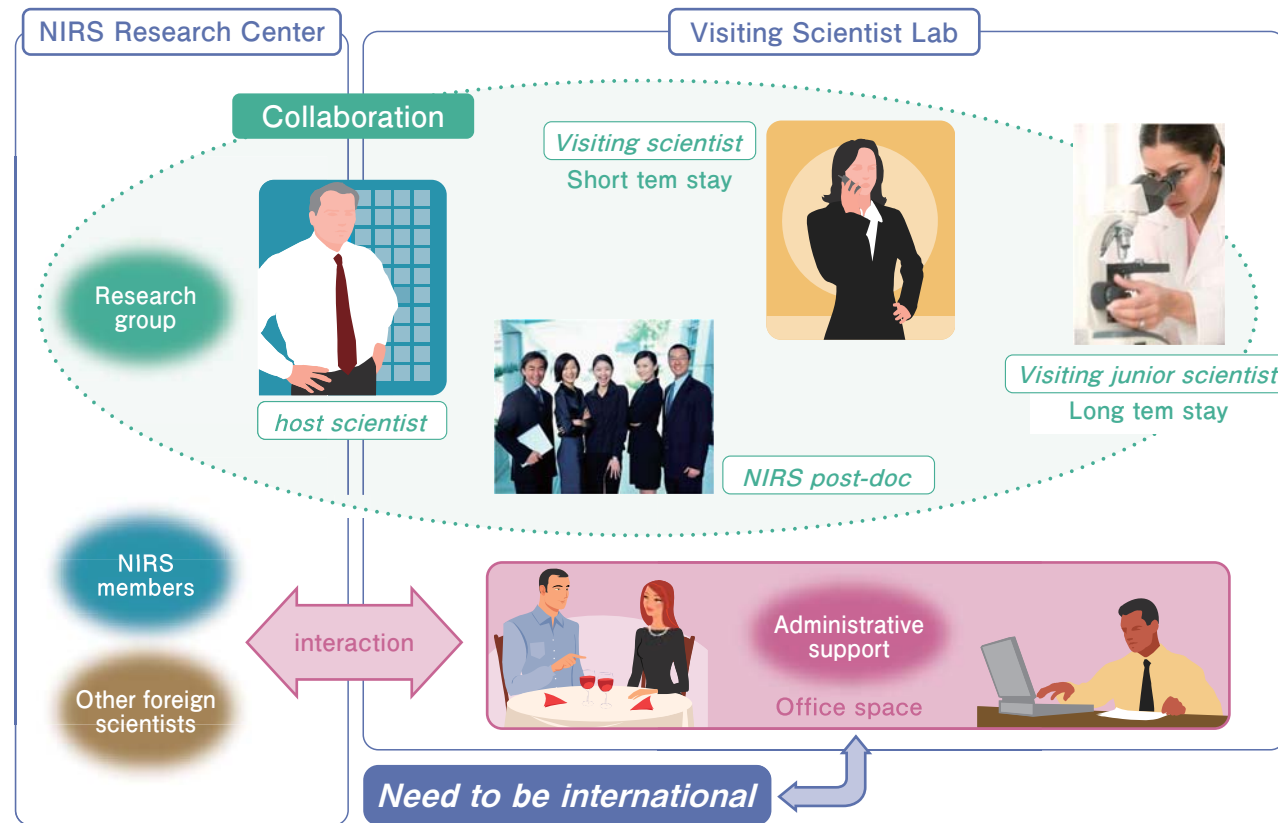 NIRS Research Center
Visiting Scientist Lab
Collaboration
Visiting scientist
Short tem stay
Research
group
host scientist
Visiting junior scientist
Long tem stay
NIRS post-doc
NIRS
members
interaction
Other foreign
scientists
Administrative
support
Office space
Need to be international